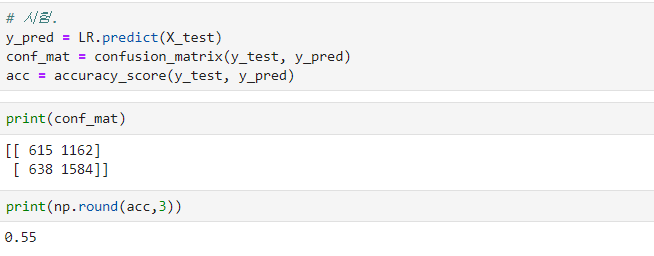 # 시험.
y_pred = LR.predict(X_test)
conf_mat = confusion_matrix(y_test, y_pred)
acc = accuracy_score(y_test, y_pred)
print(conf_mat)
[[ 615 1162]
 [ 638 1584]]
print(np.round(acc,3))
0.55